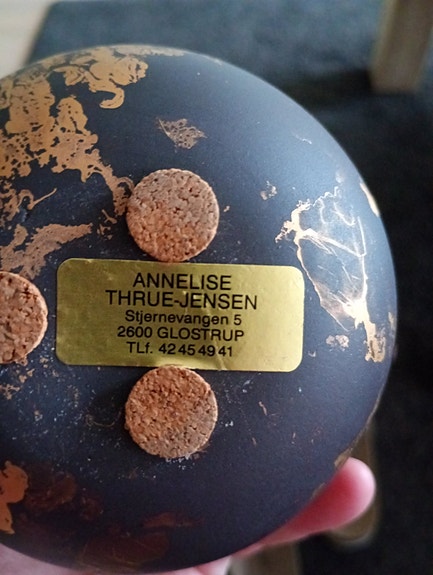 ANNELISE
THRUE-JENSEN
Stjernevangen 5
2600 GLOSTRUP
TLf. 42 45 49 41